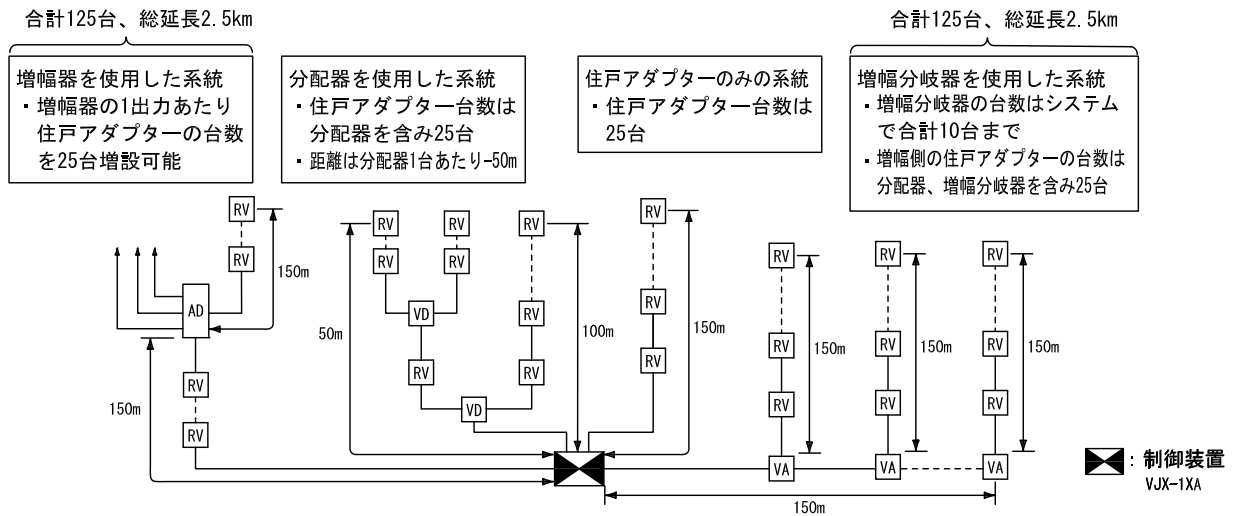 合計125台、総延長2.5km
合計125台、総延長2.5km
増幅器を使用した系統
・増幅器の1出力あたり
住戸アダプターの台数
を25台増設可能
分配器を使用した系統
・住戸アダプター台数は
分配器を含み25台
・距離は分配器1台あたり-50m
住戸アダプターのみの系統
・住戸アダプター台数は
25台
増幅分岐器を使用した系統
・増幅分岐器の台数はシステム
で合計10台まで
・増幅側の住戸アダプターの台数は
分配器、増幅分岐器を含み25台
RV
RV
150m
AD
RV
RV
150m
RV
RV
RV
RV
VD
RV
50m
VD
RV
RV
RV
100m
RV
RV
RV
150m
RV
RV
RV
150m
VA
RV
RV
RV
150m
VA
RV
RV
RV
150m
VA
150m
: 制御装置
VJX-1XA